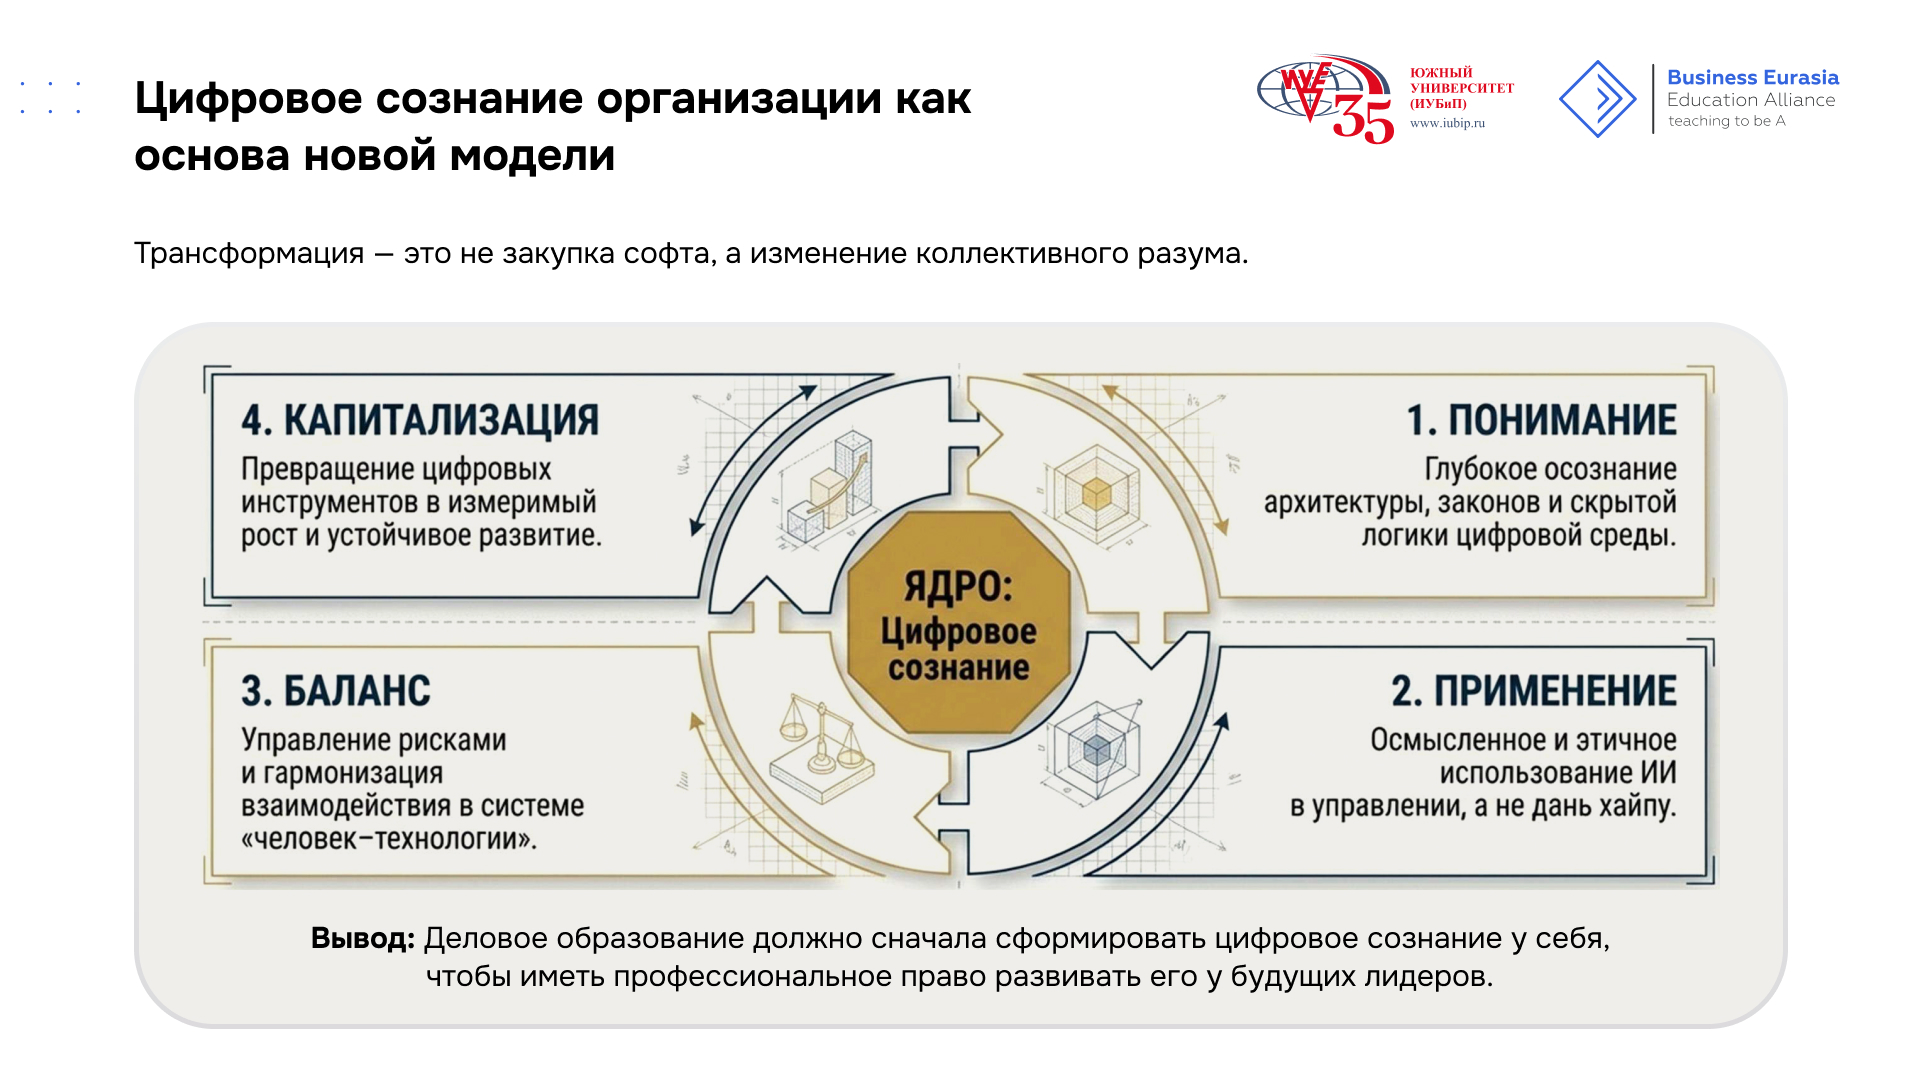 Цифровое сознание организации как
основа новой модели
ЮЖНЫЙ
УНИВЕРСИТЕТ
(ИУБиП)
www.iubip.ru
35
Business Eurasia
Education Alliance
teaching to be A
Трансформация — это не закупка софта, а изменение коллективного разума.
4. КАПИТАЛИЗАЦИЯ
Превращение цифровых
инструментов в измеримый
рост и устойчивое развитие.
1. ПОНИМАНИЕ
Глубокое осознание
архитектуры, законов и скрытой
логики цифровой среды.
ЯДРО:
Цифровое
сознание
3. БАЛАНС
Управление рисками
и гармонизация
взаимодействия в системе
«человек–технологии».
2. ПРИМЕНЕНИЕ
Осмысленное и этичное
использование ИИ
в управлении, а не дань хайпу.
Вывод: Деловое образование должно сначала сформировать цифровое сознание у себя,
чтобы иметь профессиональное право развивать его у будущих лидеров.